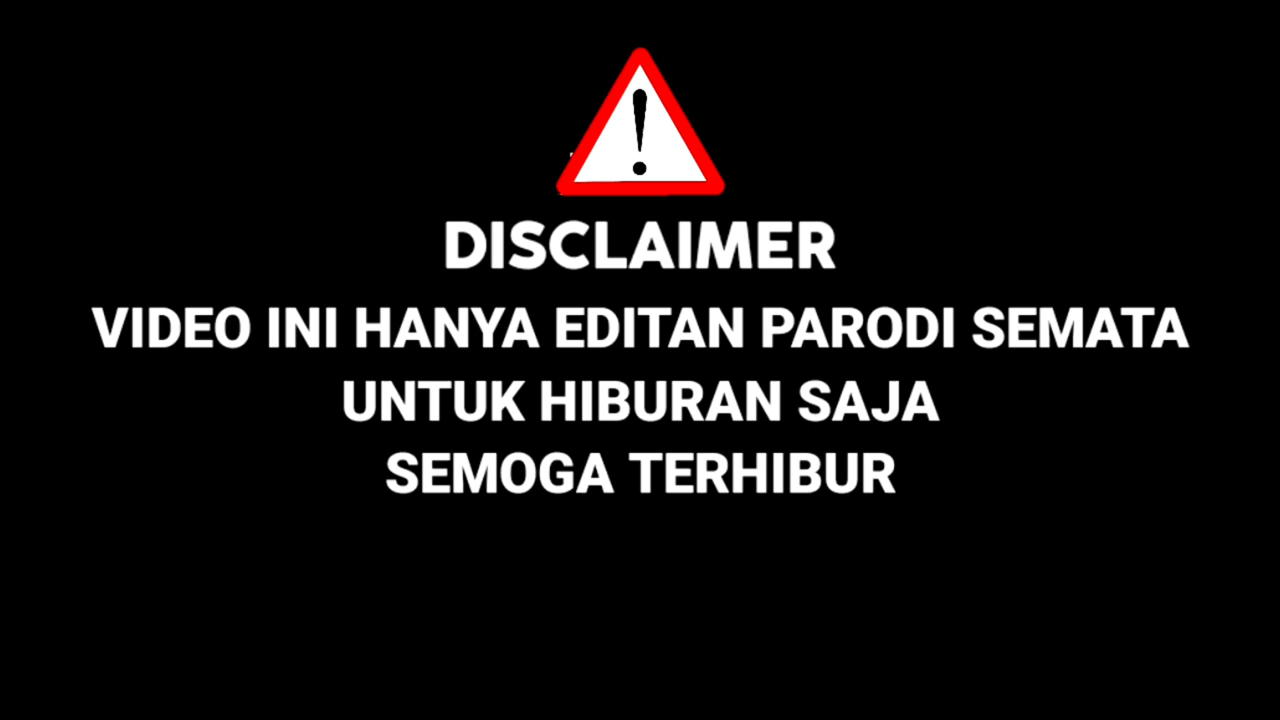 DISCLAIMER
VIDEO INI HANYA EDITAN PARODI SEMATA
UNTUK HIBURAN SAJA
SEMOGA TERHIBUR